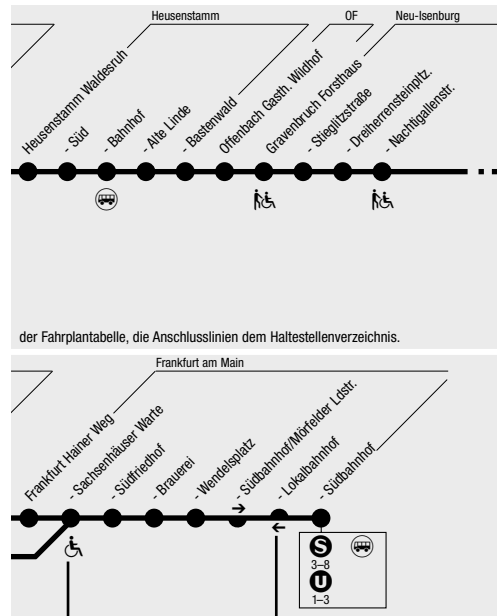 Heusenstamm
OF
Neu-Isenburg
Heusenstamm Waldesruh
- Süd
- Bahnhof
- Alte Linde
- Bastenwald
Offenbach Gasth. Wildhof
Gravenbruch Forsthaus
- Stieglitzstraße
- Dreiherrensteinpltz.
- Nachtigallenstr.
der Fahrplantabelle, die Anschlusslinien dem Haltestellenverzeichnis.
Frankfurt am Main
Frankfurt Hainer Weg
- Sachsenhäuser Warte
- Südfriedhof
- Brauerei
- Wendelsplatz
- Südbahnhof/Mörfelder Ldstr.
- Lokalbahnhof
- Südbahnhof
S
3–8
U
1–3